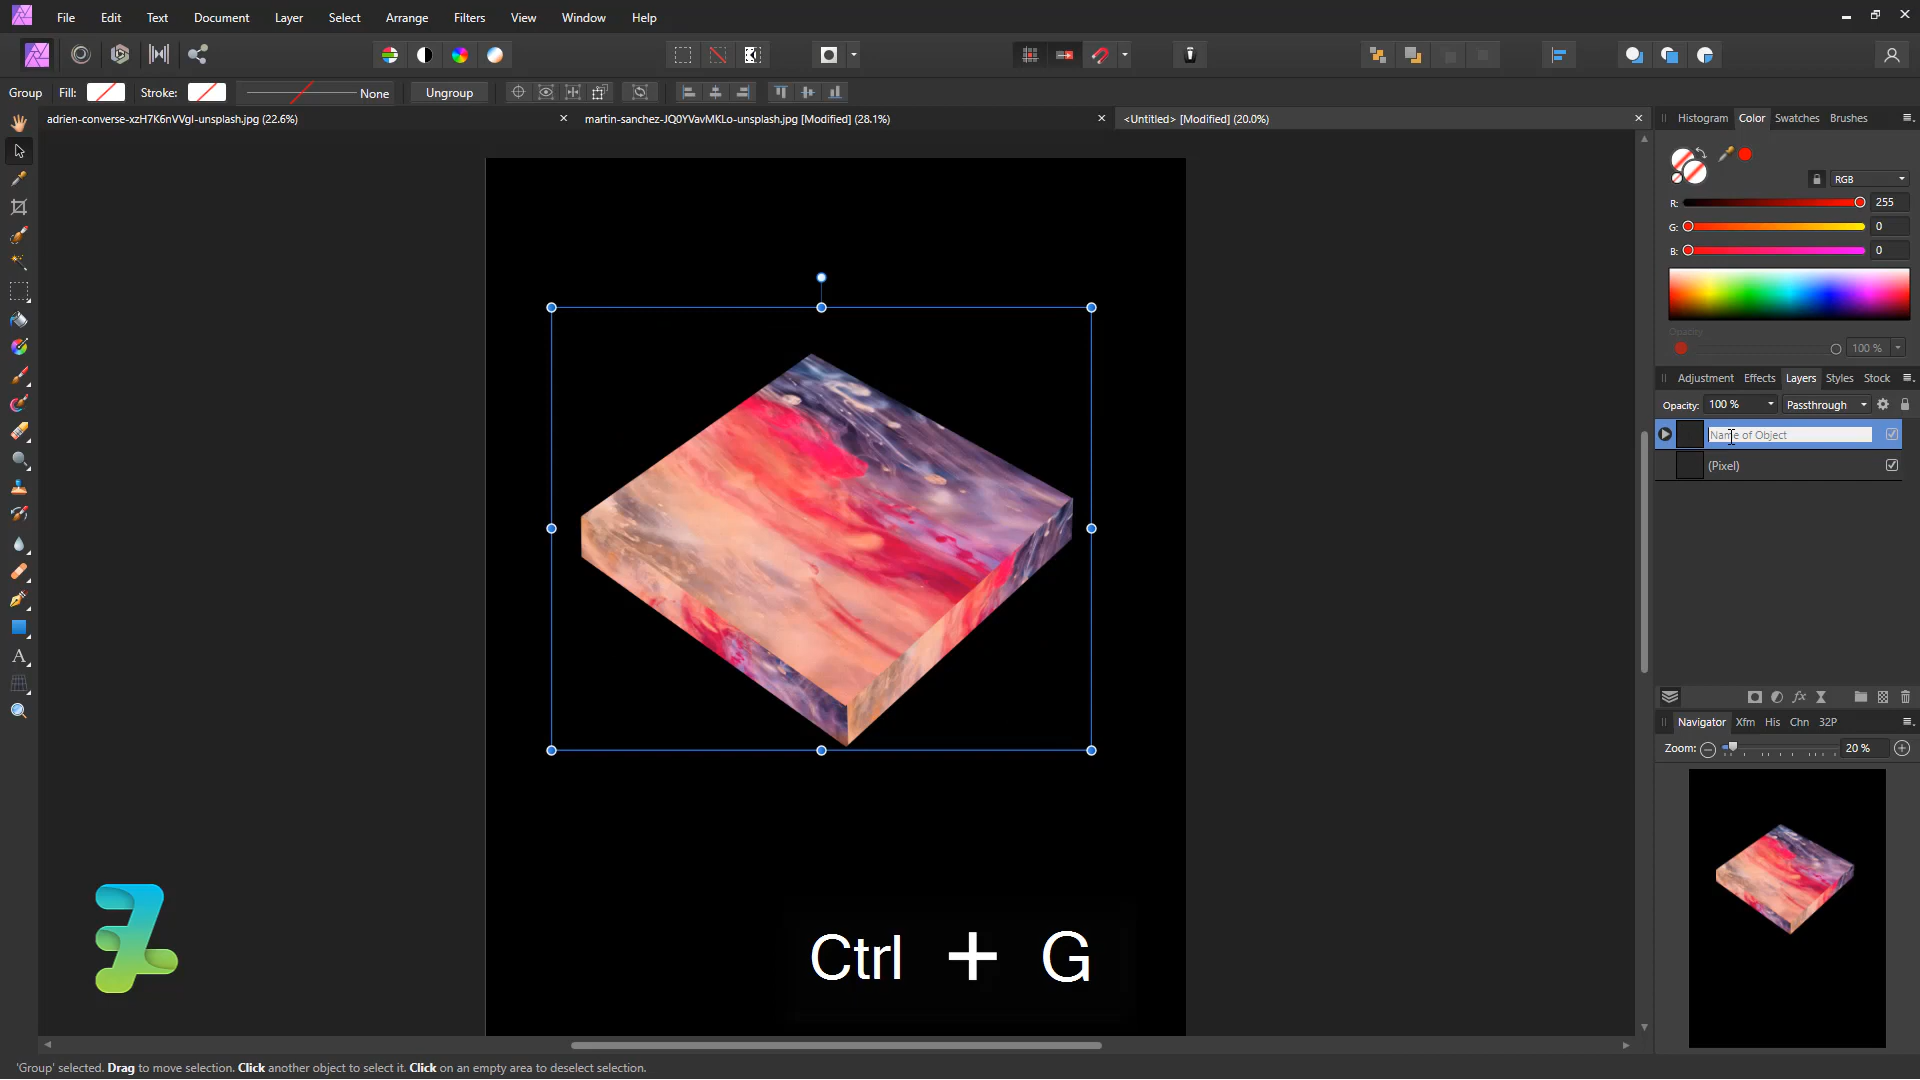 File Edit Text Document Layer Select Arrange Filters View Window Help
Group Fill: Stroke: None Ungroup
adrien-converse-xzH7K6nVVgI-unsplash.jpg (22.6%)
martin-sanchez-JQ0YVavMKLo-unsplash.jpg [Modified] (28.1%)
<Untitled> [Modified] (20.0%)
Histogram Color Swatches Brushes
RGB
R: 255
G: 0
B: 0
Opacity
100 %
Adjustment Effects Layers Styles Stock
Opacity: 100 % Passthrough
Name of Object
(Pixel)
Navigator Xfm His Chn 32P
Zoom: 20 %
Ctrl + G
'Group' selected. Drag to move selection. Click another object to select it. Click on an empty area to deselect selection.